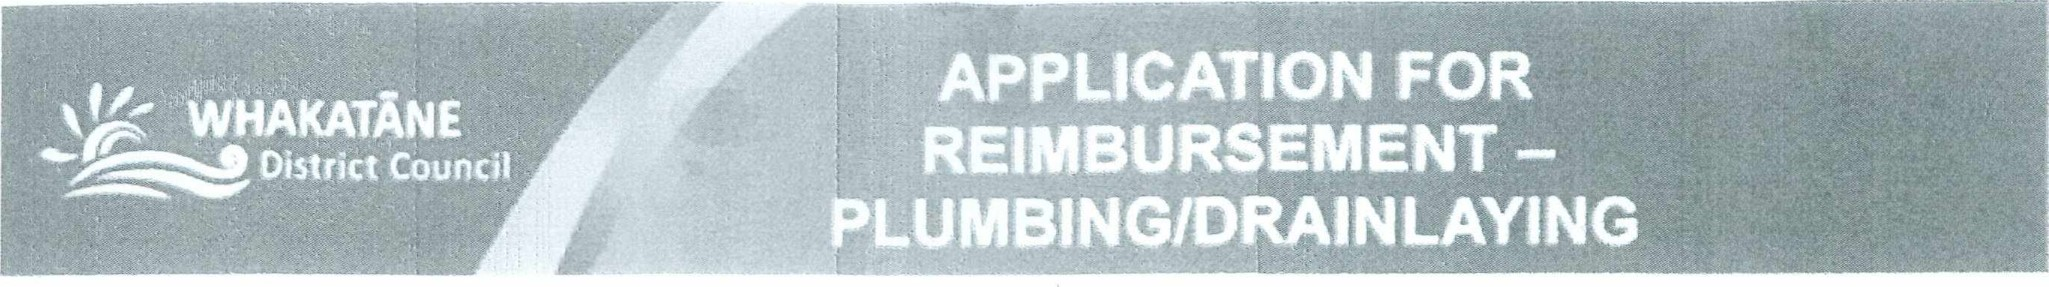 WHAKATĀNE
District Council
APPLICATION FOR
REIMBURSEMENT –
PLUMBING/DRAINLAYING